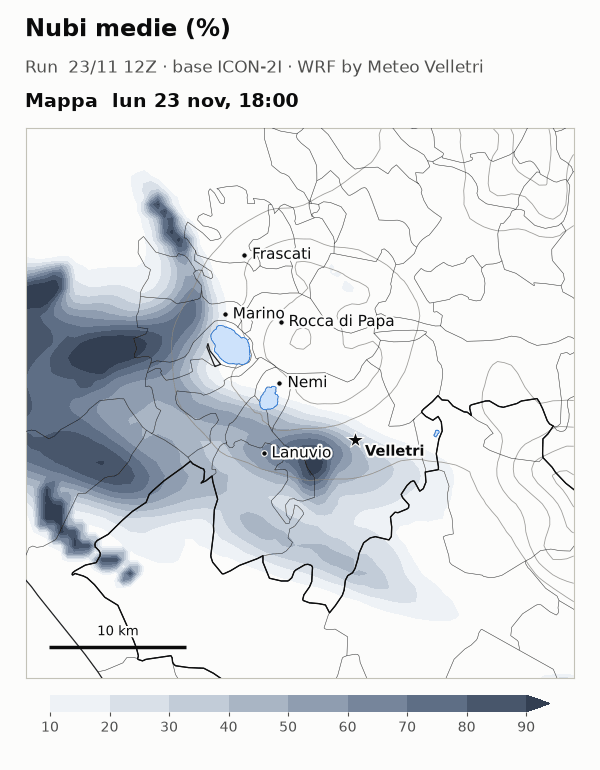 Nubi medie (%)
Run  23/11 12Z · base ICON-2I · WRF by Meteo Velletri
Mappa  lun 23 nov, 18:00
Frascati
Marino
Rocca di Papa
Nemi
Velletri
Lanuvio
10 km
10 20 30 40 50 60 70 80 90